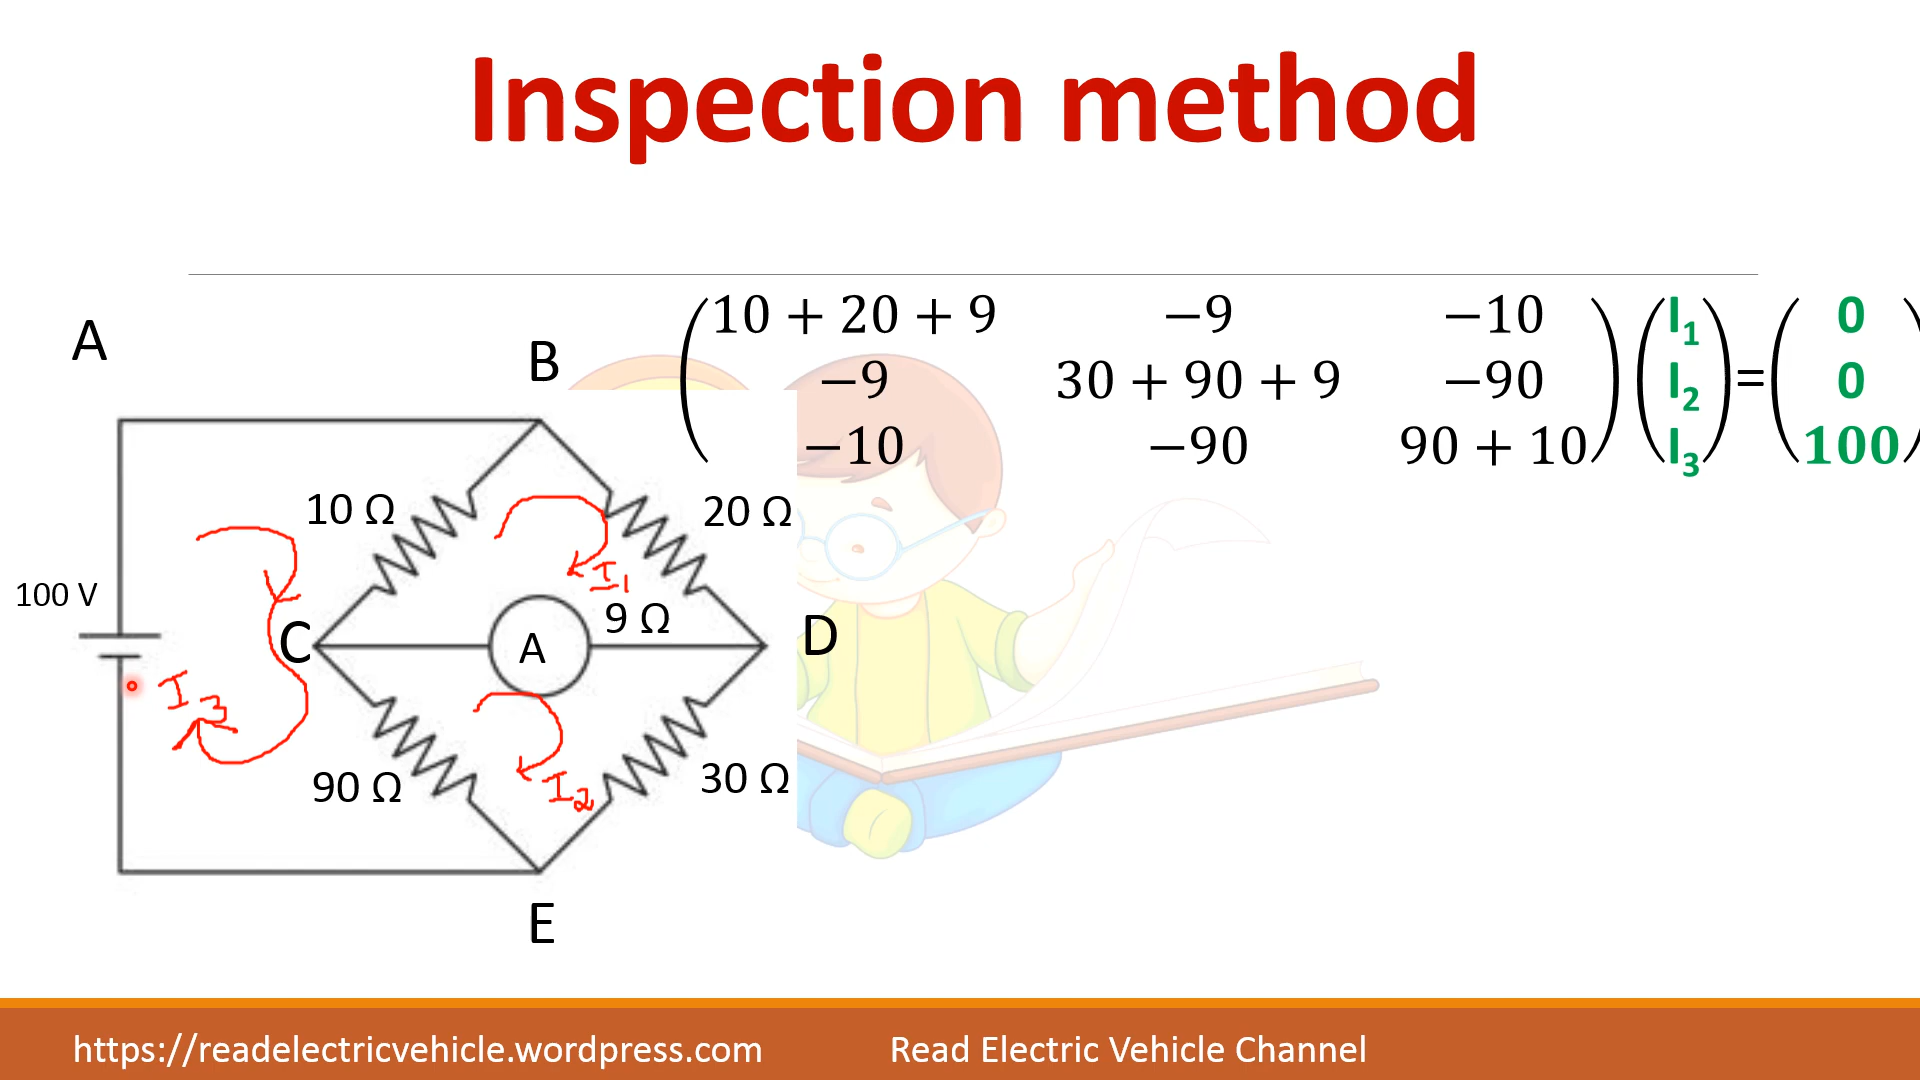 Inspection method
A
B
10 + 20 + 9 −9 −10
−9 30 + 90 + 9 −90
−10 −90 90 + 10
I1
I2
I3
=
0
0
100
10 Ω
20 Ω
I1
100 V
C
A
9 Ω
D
I3
90 Ω
I2
30 Ω
E
https://readelectricvehicle.wordpress.com
Read Electric Vehicle Channel